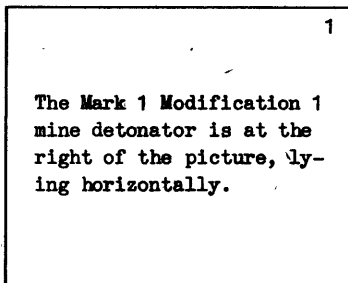 1
The Mark 1 Modification 1
mine detonator is at the
right of the picture, ly-
ing horizontally.